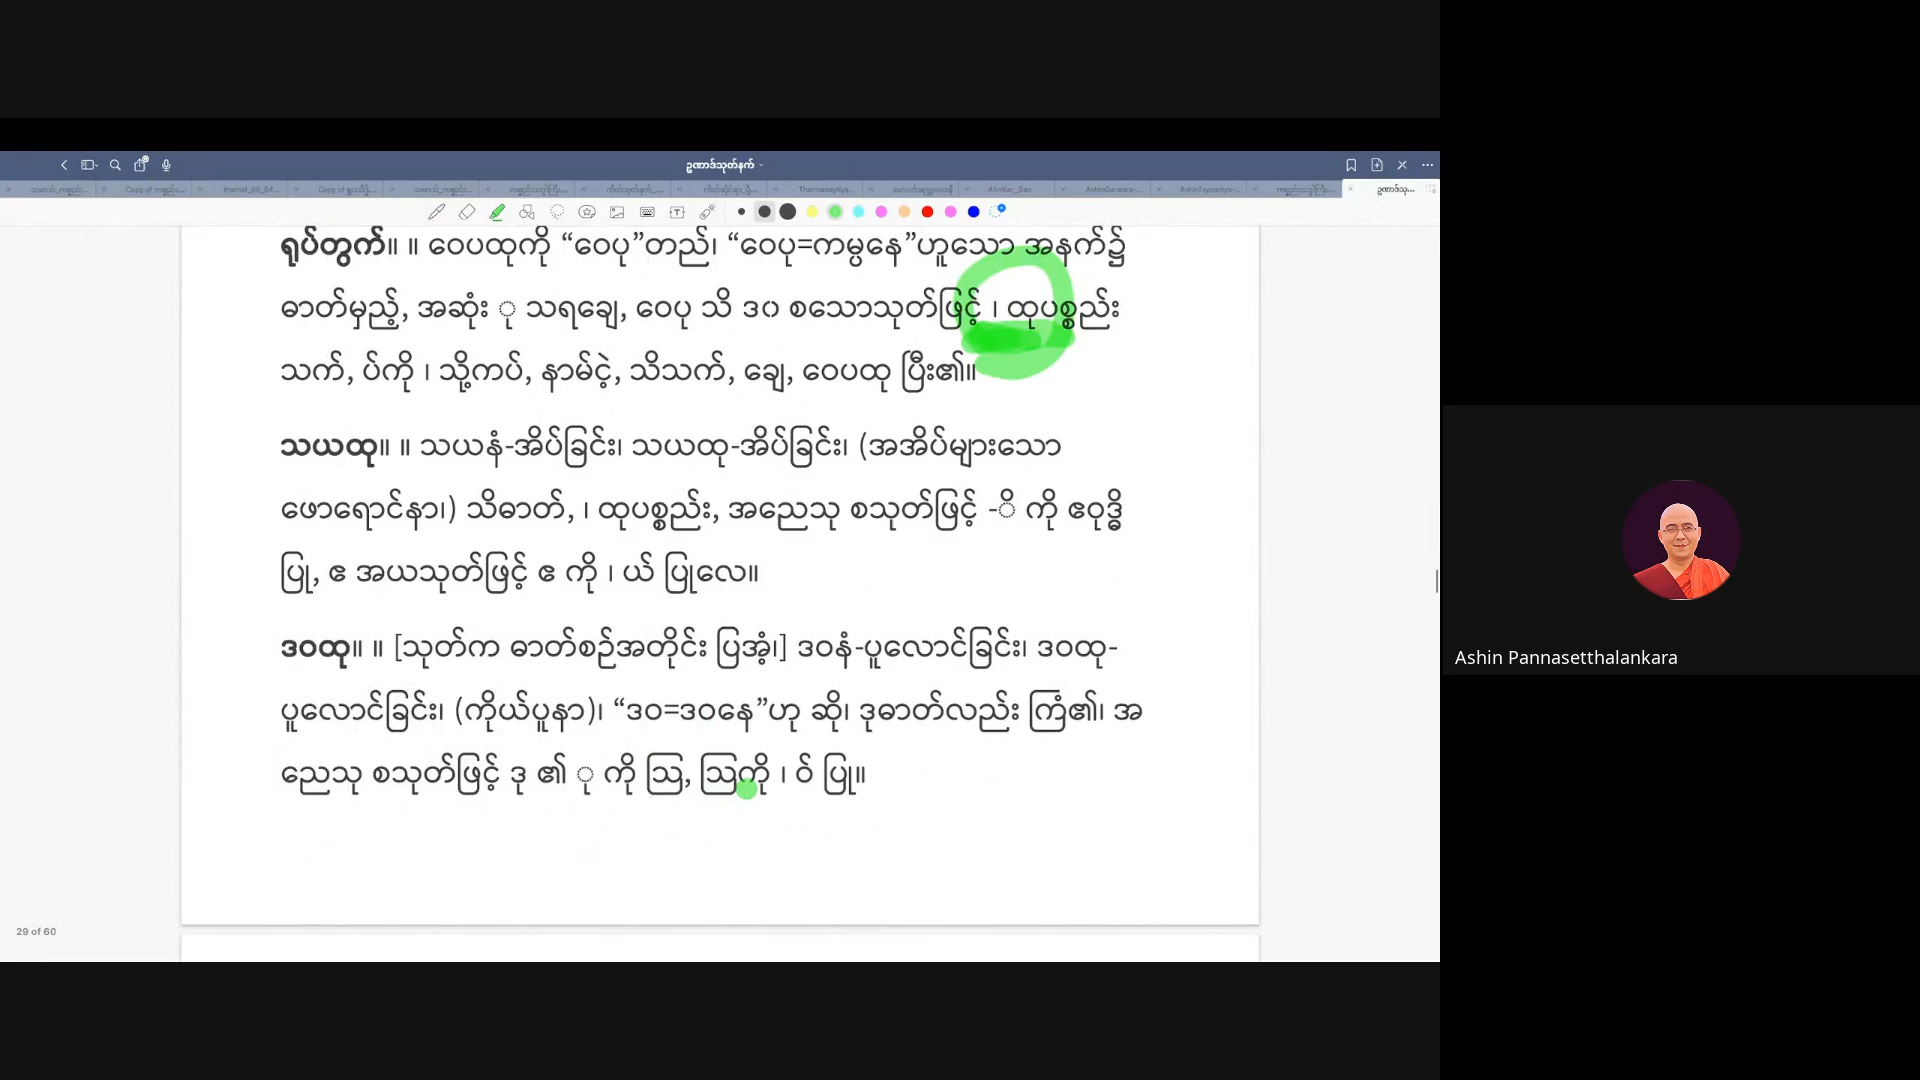 ဥဏာဒ်သုတ်နက်
ရုပ်တွက်။ ။ ဝေပထုကို “ဝေပု”တည်၊ “ဝေပု=ကမ္ပနေ”ဟူသော အနက်၌
ဓာတ်မှည့်, အဆုံး ု သရချေ, ဝေပု သိ ဒဂ စသောသုတ်ဖြင့် ၊ ထုပစ္စည်း
သက်, ပ်ကို ၊ သို့ကပ်, နာမ်ငဲ့, သိသက်, ချေ, ဝေပထု ပြီး၏။
သယထု။ ။ သယနံ-အိပ်ခြင်း၊ သယထု-အိပ်ခြင်း၊ (အအိပ်များသော
ဖောရောင်နာ၊) သိဓာတ်, ၊ ထုပစ္စည်း, အညေသု စသုတ်ဖြင့် -ိ ကို ဧဝုဒ္ဓိ
ပြု, ဧ အယသုတ်ဖြင့် ဧ ကို ၊ ယ် ပြုလေ။
ဒဝထု။ ။ [သုတ်က ဓာတ်စဉ်အတိုင်း ပြအံ့၊] ဒဝနံ-ပူလောင်ခြင်း၊ ဒဝထု-
ပူလောင်ခြင်း၊ (ကိုယ်ပူနာ)၊ “ဒဝ=ဒဝနေ”ဟု ဆို၊ ဒုဓာတ်လည်း ကြံ၏၊ အ
ညေသု စသုတ်ဖြင့် ဒု ၏ ု ကို ဩ, ဩကို ၊ ဝ် ပြု။
29 of 60
Ashin Pannasetthalankara